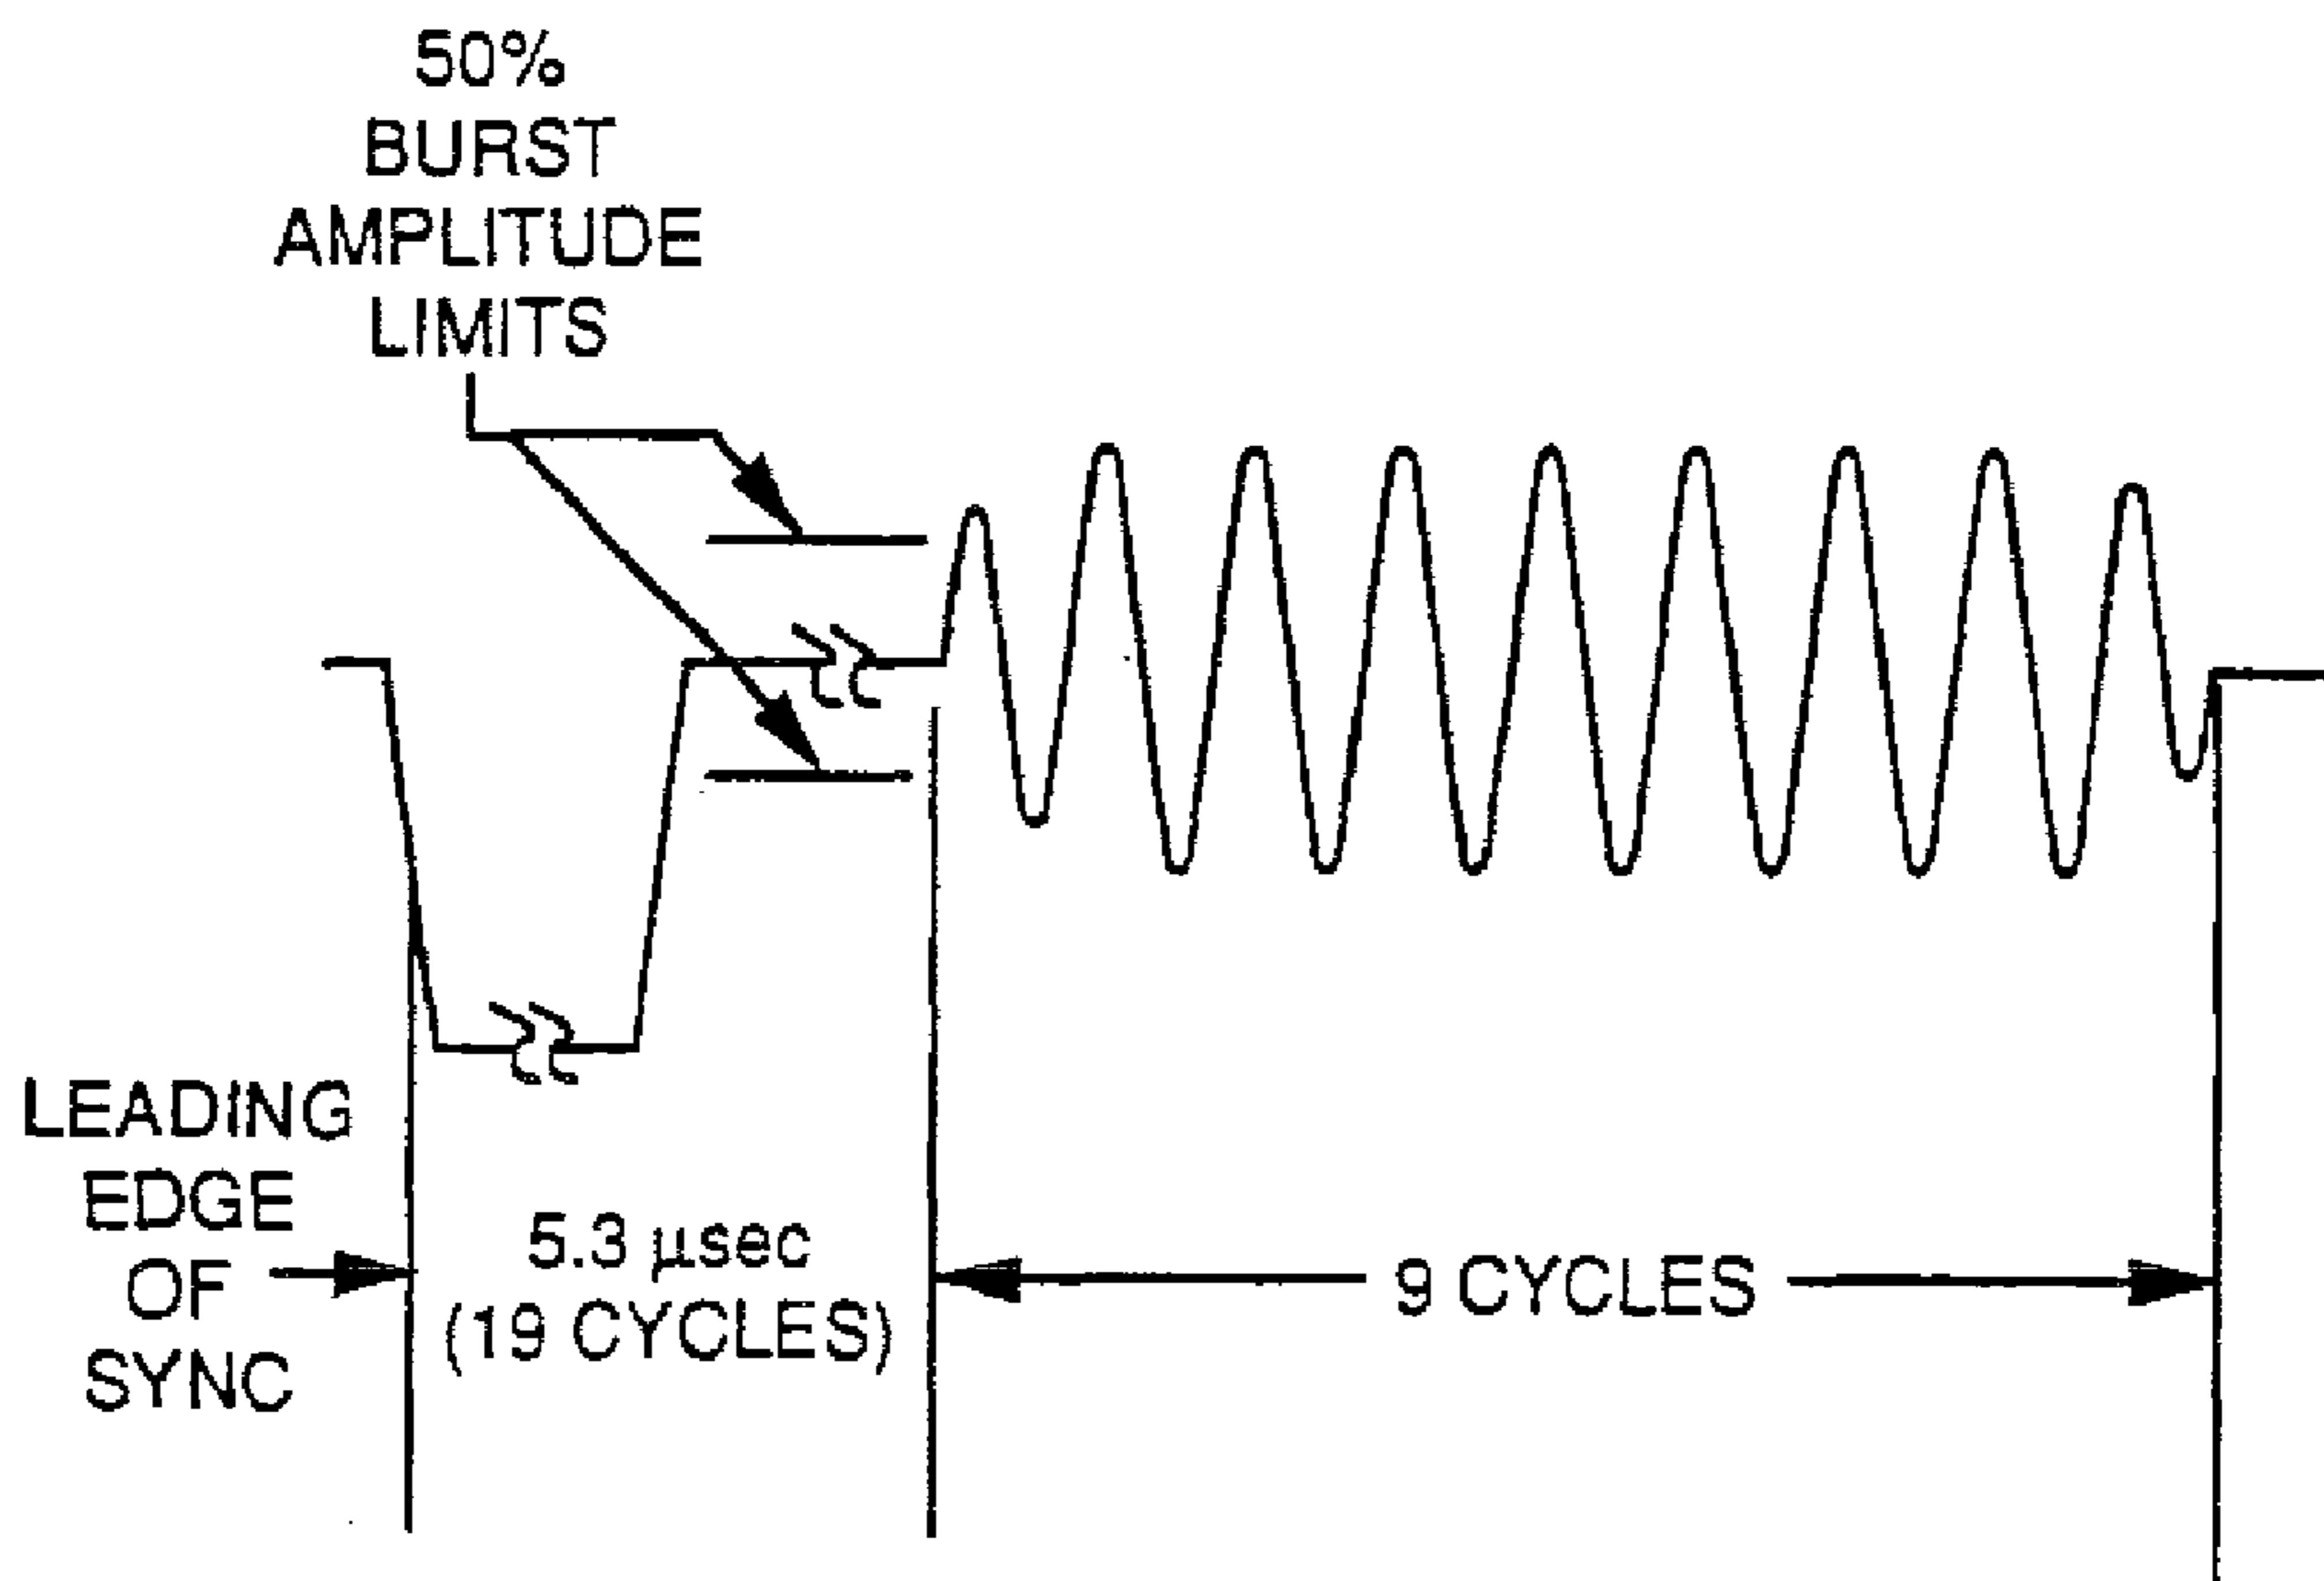 50%
BURST
AMPLITUDE
LIMITS
LEADING
EDGE
OF
SYNC
5.3 µsec
(19 CYCLES)
9 CYCLES